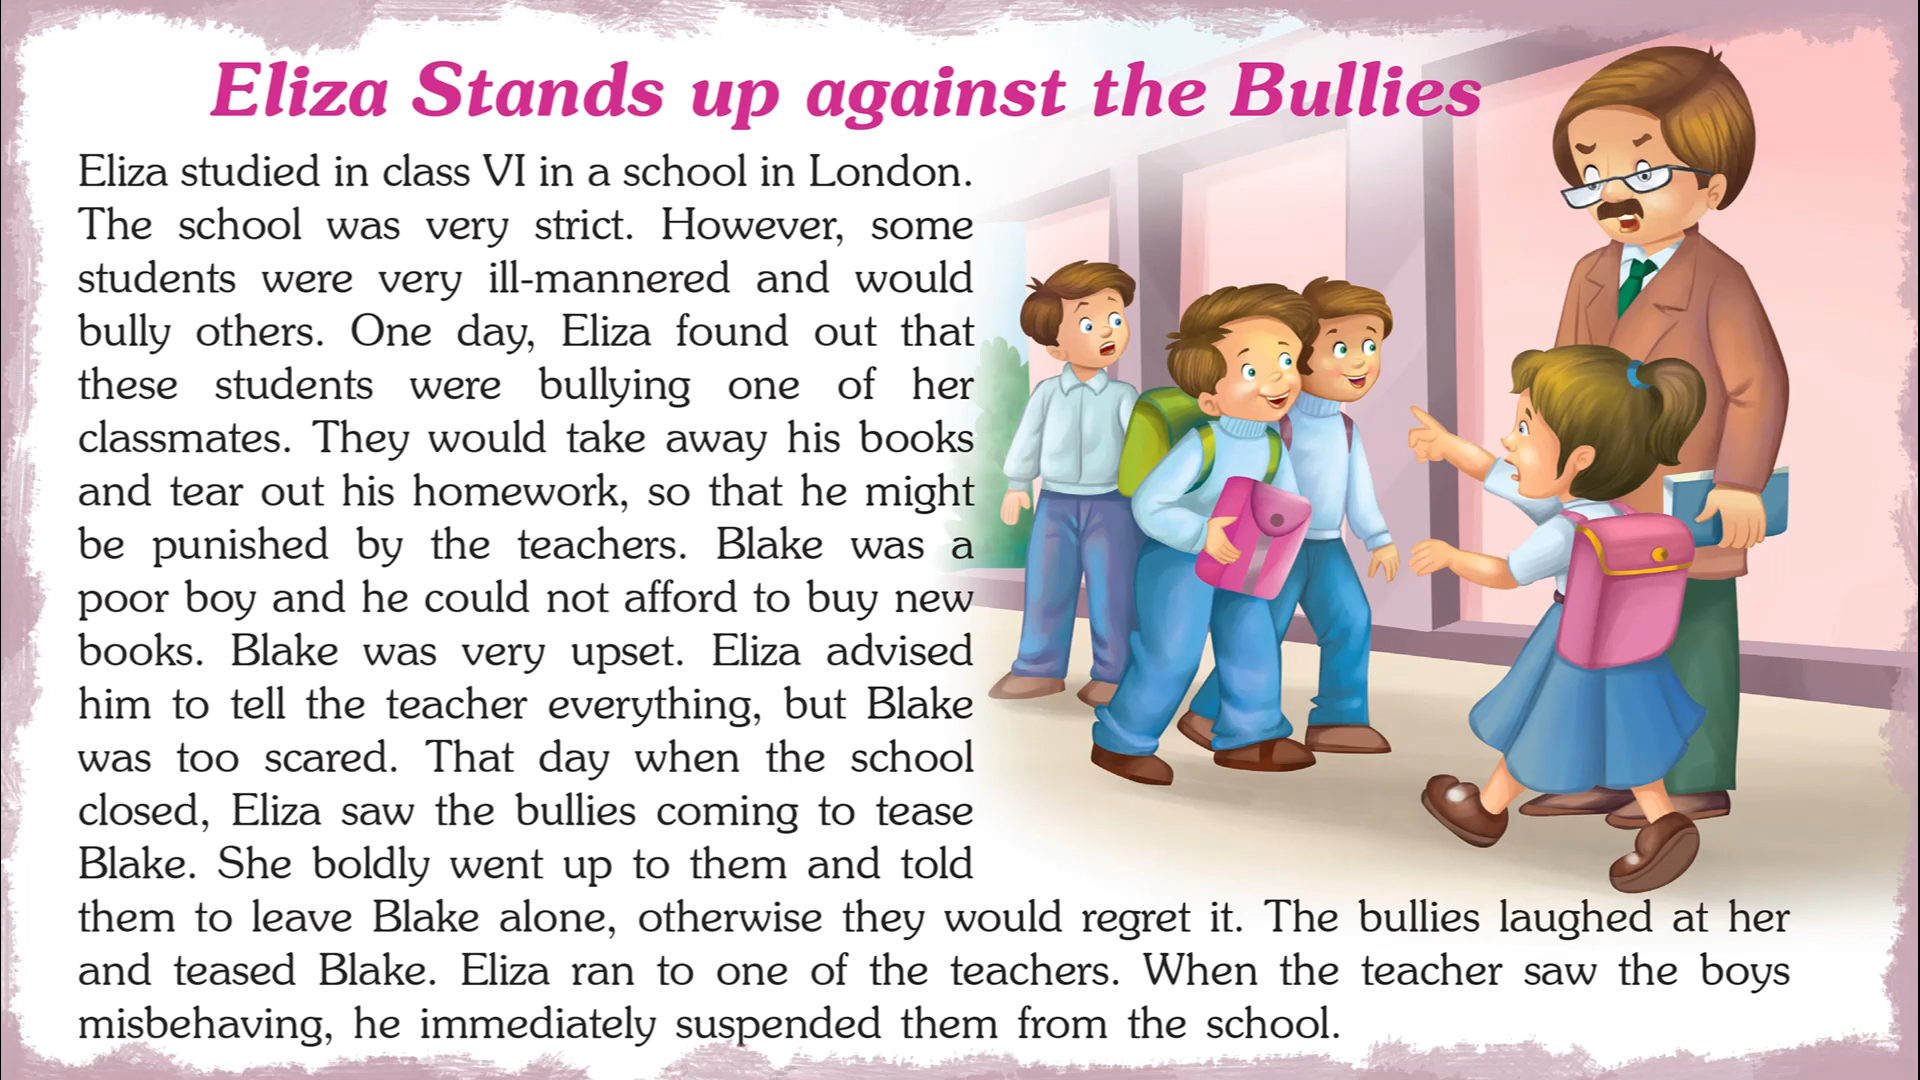 Eliza Stands up against the Bullies
Eliza studied in class VI in a school in London.
The school was very strict. However, some
students were very ill-mannered and would
bully others. One day, Eliza found out that
these students were bullying one of her
classmates. They would take away his books
and tear out his homework, so that he might
be punished by the teachers. Blake was a
poor boy and he could not afford to buy new
books. Blake was very upset. Eliza advised
him to tell the teacher everything, but Blake
was too scared. That day when the school
closed, Eliza saw the bullies coming to tease
Blake. She boldly went up to them and told
them to leave Blake alone, otherwise they would regret it. The bullies laughed at her
and teased Blake. Eliza ran to one of the teachers. When the teacher saw the boys
misbehaving, he immediately suspended them from the school.